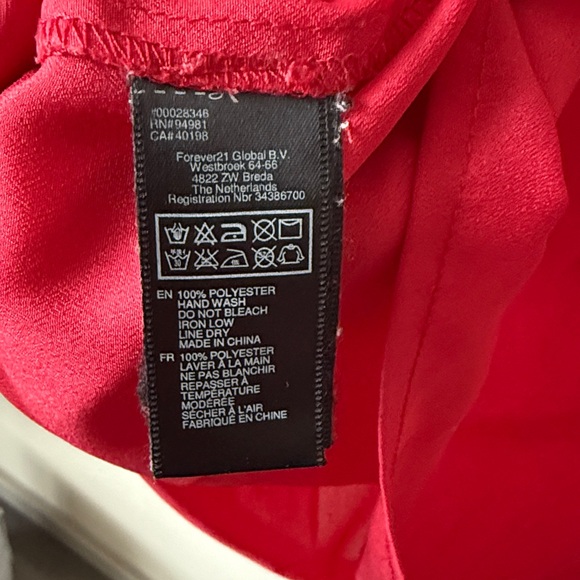 #00028346
RN#94981
CA#40198
Forever21 Global B.V.
Westbroek 64-66
4822 ZW Breda
The Netherlands
Registration Nbr 34386700
EN 100% POLYESTER
HAND WASH
DO NOT BLEACH
IRON LOW
LINE DRY
MADE IN CHINA
FR 100% POLYESTER
LAVER À LA MAIN
NE PAS BLANCHIR
REPASSER À
TEMPÉRATURE
MODÉRÉE
SÉCHER À L'AIR
FABRIQUÉ EN CHINE